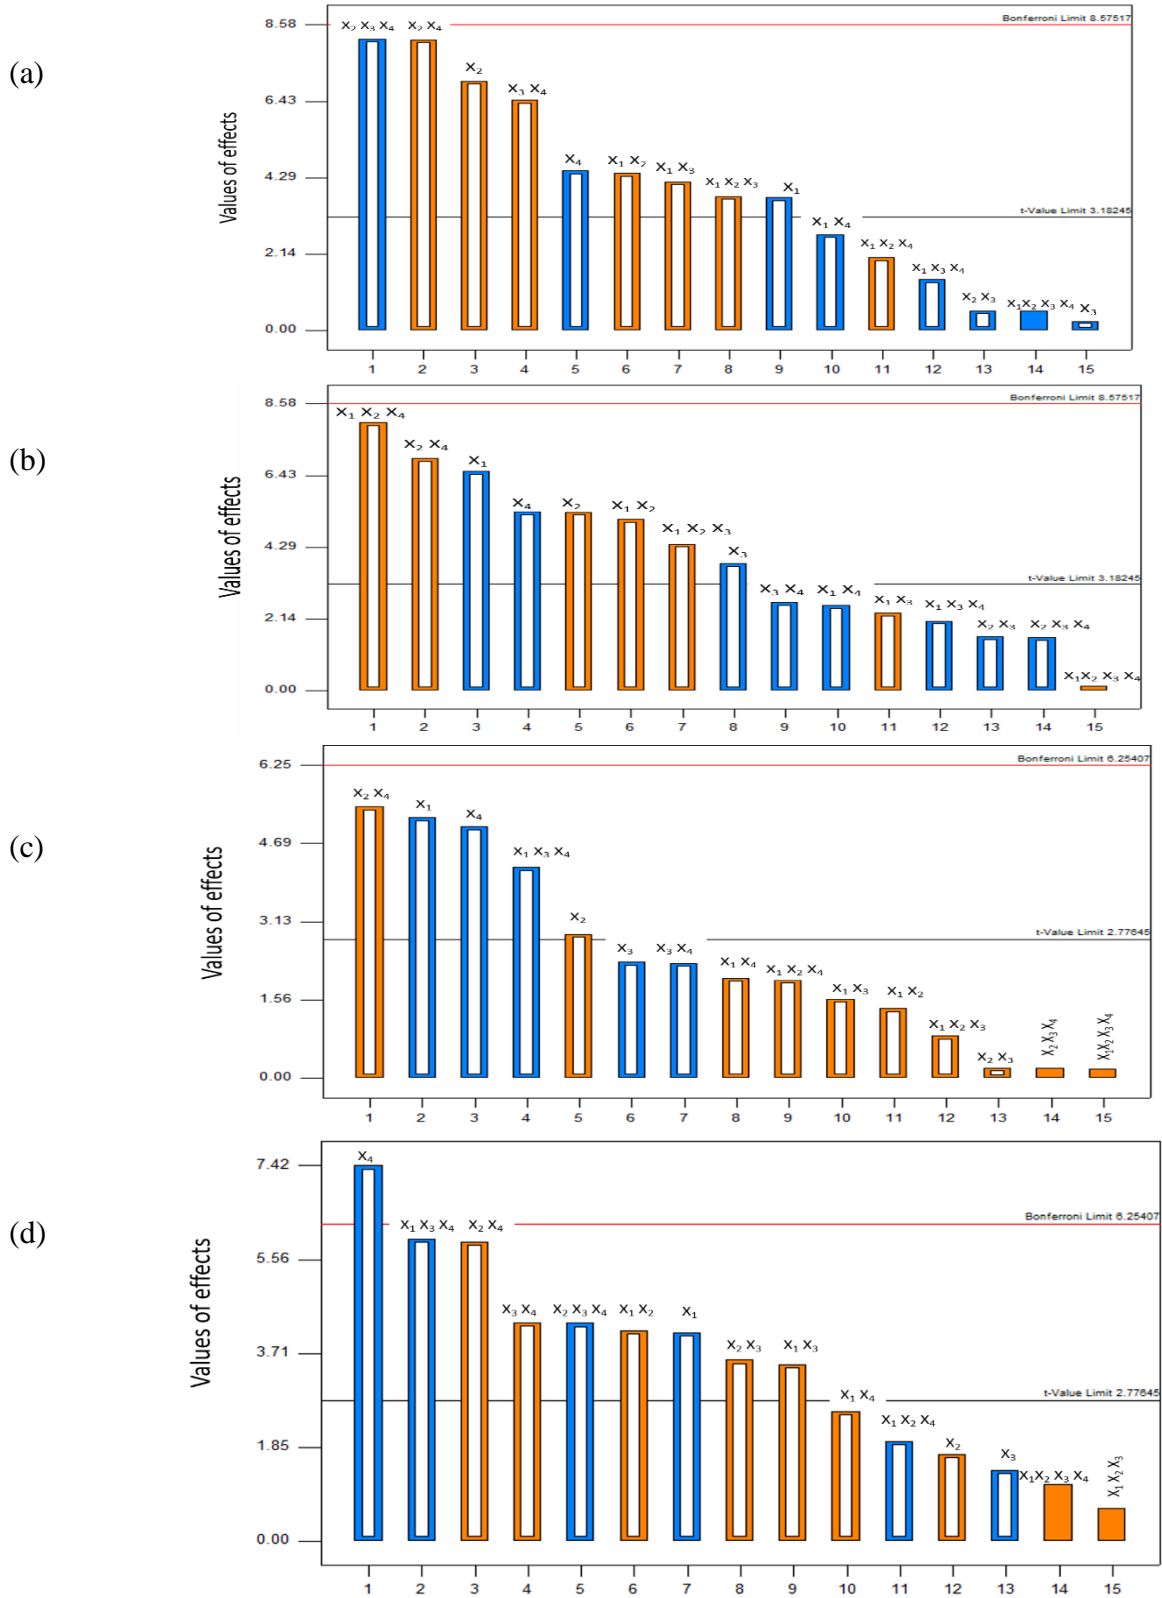 (a)
Values of effects
8.58
6.43
4.29
2.14
0.00
Bonferroni Limit 8.57517
t-Value Limit 3.18245
X₂ X₃ X₄
X₂ X₄
X₂
X₃ X₄
X₄
X₁ X₂
X₁ X₃
X₁ X₂ X₃
X₁
X₁ X₄
X₁ X₂ X₄
X₁ X₃ X₄
X₂ X₃
X₁X₂ X₃ X₄
X₃
1 2 3 4 5 6 7 8 9 10 11 12 13 14 15
(b)
Values of effects
8.58
6.43
4.29
2.14
0.00
Bonferroni Limit 8.57517
t-Value Limit 3.18245
X₁ X₂ X₄
X₂ X₄
X₁
X₄
X₂
X₁ X₂
X₁ X₂ X₃
X₃
X₃ X₄
X₁ X₄
X₁ X₃
X₁ X₃ X₄
X₂ X₃
X₂ X₃ X₄
X₁X₂ X₃ X₄
1 2 3 4 5 6 7 8 9 10 11 12 13 14 15
(c)
Values of effects
6.25
4.69
3.13
1.56
0.00
Bonferroni Limit 6.25407
t-Value Limit 2.77645
X₂ X₄
X₁
X₄
X₁ X₃ X₄
X₂
X₃
X₃ X₄
X₁ X₄
X₁ X₂ X₄
X₁ X₃
X₁ X₂
X₁ X₂ X₃
X₂ X₃
X₂ X₃ X₄
X₁X₂ X₃ X₄
1 2 3 4 5 6 7 8 9 10 11 12 13 14 15
(d)
Values of effects
7.42
5.56
3.71
1.85
0.00
Bonferroni Limit 6.25407
t-Value Limit 2.77645
X₄
X₁ X₃ X₄
X₂ X₄
X₃ X₄
X₂ X₃ X₄
X₁ X₂
X₁
X₂ X₃
X₁ X₃
X₁ X₄
X₁ X₂ X₄
X₂
X₃
X₁X₂ X₃ X₄
X₁ X₂ X₃
1 2 3 4 5 6 7 8 9 10 11 12 13 14 15